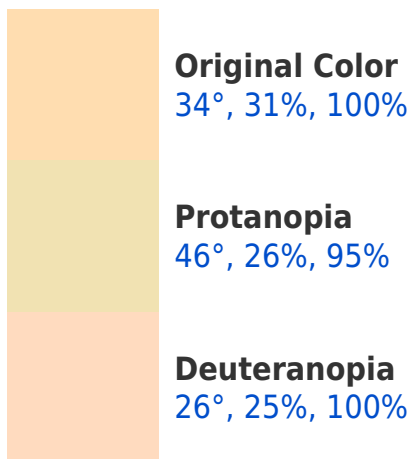 Original Color
34°, 31%, 100%
Protanopia
46°, 26%, 95%
Deuteranopia
26°, 25%, 100%